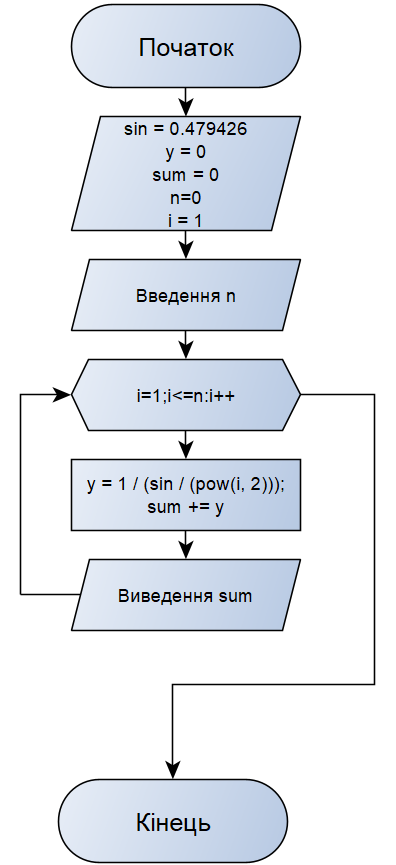 Початок
sin = 0.479426
y = 0
sum = 0
n=0
i = 1
Введення n
i=1;i<=n:i++
y = 1 / (sin / (pow(i, 2)));
sum += y
Виведення sum
Кінець